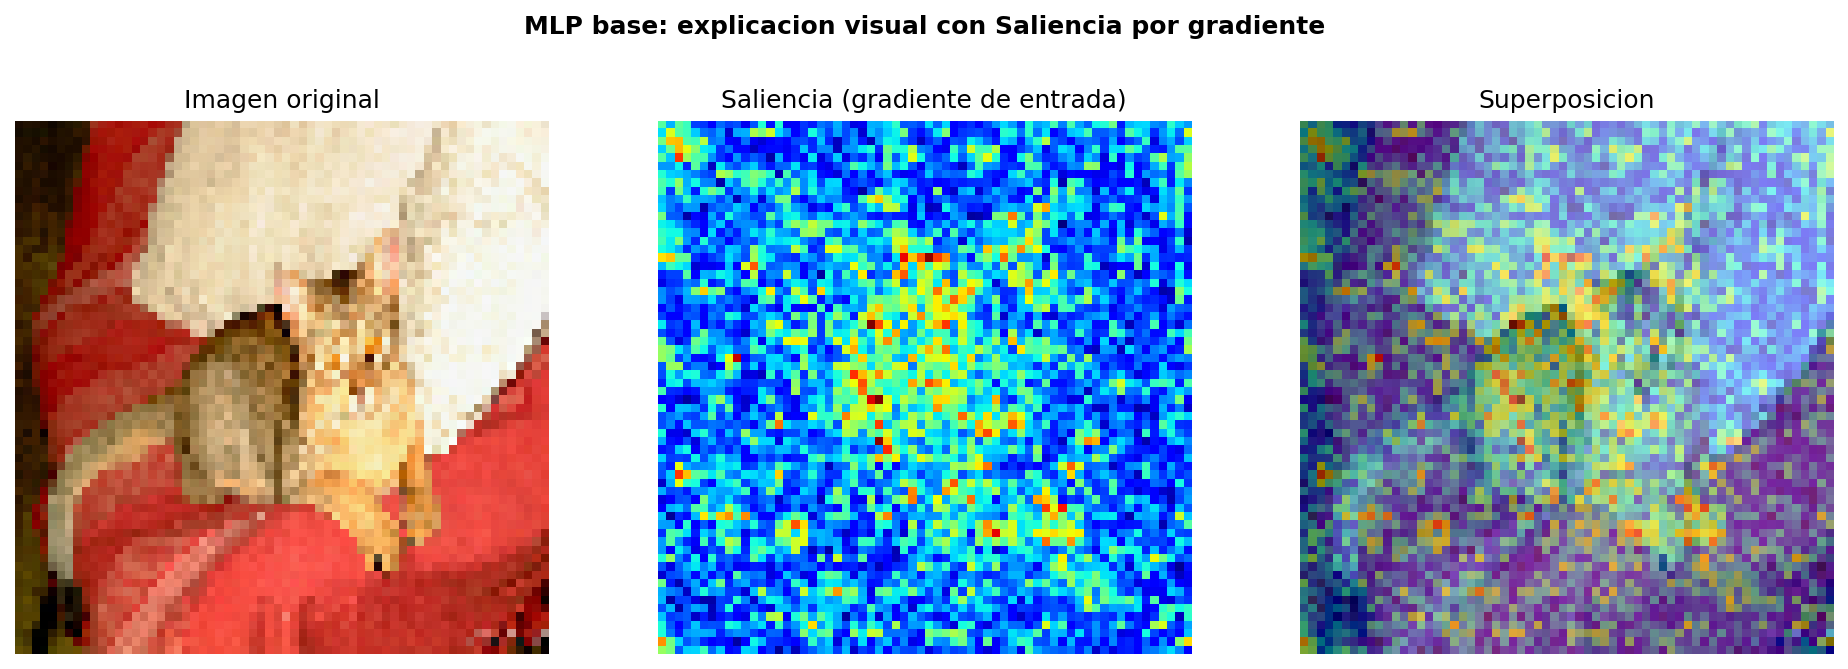 MLP base: explicacion visual con Saliencia por gradiente
Imagen original
Saliencia (gradiente de entrada)
Superposicion